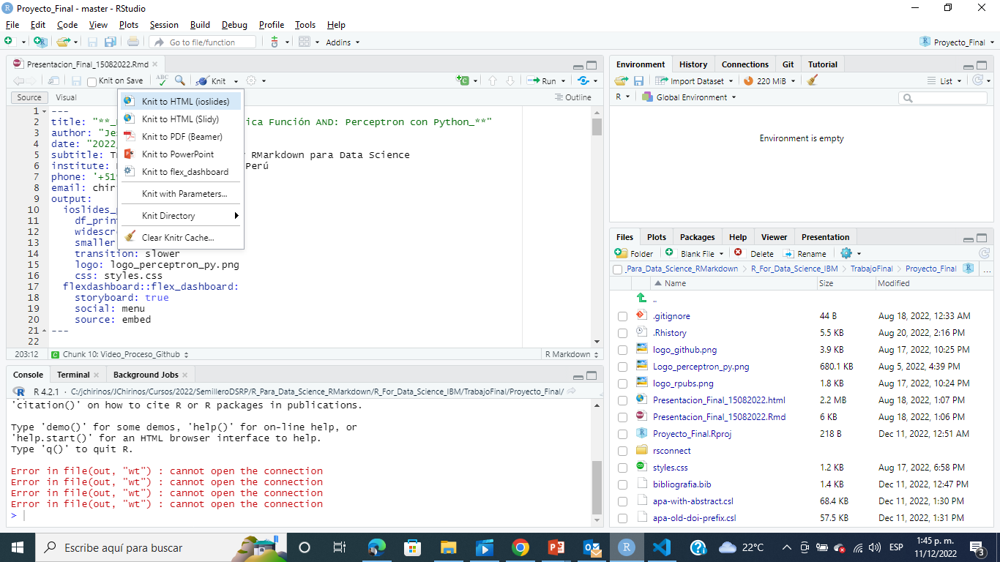 Proyecto_Final - master - RStudio
File Edit Code View Plots Session Build Debug Profile Tools Help
Go to file/function Addins Proyecto_Final
Presentacion_Final_15082022.Rmd
Knit on Save ABC Knit Run
Source Visual Outline
Knit to HTML (ioslides)
Knit to HTML (Slidy)
Knit to PDF (Beamer)
Knit to PowerPoint
Knit to flex_dashboard
Knit with Parameters...
Knit Directory
Clear Knitr Cache...
1 ---
2 title: "**_ ica Función AND: Perceptron con Python_**"
3 author: "Je
4 date: "2022
5 subtitle: T RMarkdown para Data Science
6 institute: Perú
7 phone: '+51
8 email: chir
9 output:
10 ioslides_
11 df_prin
12 widescr
13 smaller
14 transition: slower
15 logo: logo_perceptron_py.png
16 css: styles.css
17 flexdashboard::flex_dashboard:
18 storyboard: true
19 social: menu
20 source: embed
21 ---
22
203:12 C Chunk 10: Video_Proceso_Github R Markdown
Console Terminal Background Jobs
R 4.2.1 · C:/jchirinos/JChirinos/Cursos/2022/SemilleroDSRP/R_Para_Data_Science_RMarkdown/R_For_Data_Science_IBM/TrabajoFinal/Proyecto_Final/
'citation()' on how to cite R or R packages in publications.
Type 'demo()' for some demos, 'help()' for on-line help, or
'help.start()' for an HTML browser interface to help.
Type 'q()' to quit R.
Error in file(out, "wt") : cannot open the connection
Error in file(out, "wt") : cannot open the connection
Error in file(out, "wt") : cannot open the connection
Error in file(out, "wt") : cannot open the connection
>
Environment History Connections Git Tutorial
Import Dataset 220 MiB List
R Global Environment
Environment is empty
Files Plots Packages Help Viewer Presentation
Folder Blank File Delete Rename
_Para_Data_Science_RMarkdown R_For_Data_Science_IBM TrabajoFinal Proyecto_Final ...
Name Size Modified
..
.gitignore 44 B Aug 18, 2022, 12:33 AM
.Rhistory 5.5 KB Aug 20, 2022, 2:16 PM
logo_github.png 3.9 KB Aug 17, 2022, 10:25 PM
Logo_perceptron_py.png 680.1 KB Aug 5, 2022, 4:39 PM
logo_rpubs.png 1.8 KB Aug 17, 2022, 10:24 PM
Presentacion_Final_15082022.html 2.2 MB Aug 18, 2022, 1:07 PM
Presentacion_Final_15082022.Rmd 6 KB Aug 18, 2022, 1:06 PM
Proyecto_Final.Rproj 218 B Dec 11, 2022, 12:51 AM
rsconnect
styles.css 1.2 KB Aug 17, 2022, 6:58 PM
bibliografia.bib 1.4 KB Dec 11, 2022, 12:47 PM
apa-with-abstract.csl 68.4 KB Dec 11, 2022, 1:30 PM
apa-old-doi-prefix.csl 57.5 KB Dec 11, 2022, 1:31 PM
Escribe aquí para buscar
22°C
ESP
1:45 p. m.
11/12/2022
3